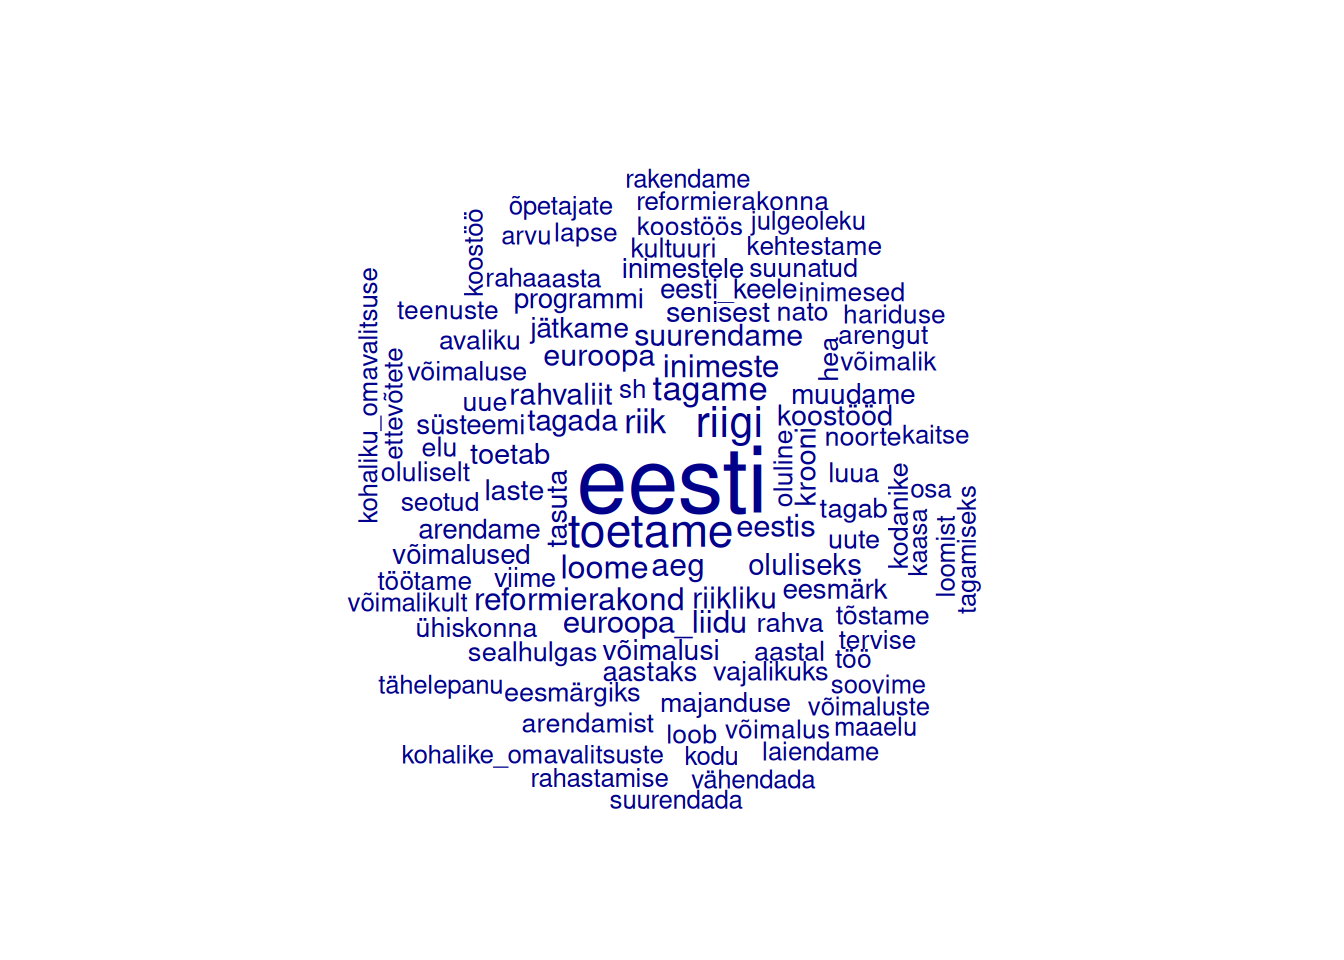 rakendame
õpetajate reformierakonna
koostöö arvu lapse koostöös julgeoleku
kultuuri kehtestame
raha aasta inimestele suunatud
kohaliku_omavalitsuse teenuste programmi eesti_keele inimesed
avaliku jätkame suurendame senisest nato hariduse
ettevõtete võimaluse euroopa inimeste hea arengut
võimalik
uue rahvaliit sh tagame muudame
süsteemi tagada riik riigi koostööd
elu toetab oluline krooni noorte kaitse
oluliselt eesti luua kodanike
seotud laste tasuta tagab kaasa osa
arendame toetame eestis uute loomist tagamiseks
võimalused loome aeg oluliseks
töötame viime eesmärk
võimalikult reformierakond riikliku
ühiskonna euroopa_liidu rahva tõstame
sealhulgas võimalusi aastal tervise
töö
aastaks vajalikuks
tähelepanu eesmärgiks soovime
majanduse võimaluste
arendamist loob võimalus maaelu
kohalike_omavalitsuste kodu laiendame
rahastamise vähendada
suurendada